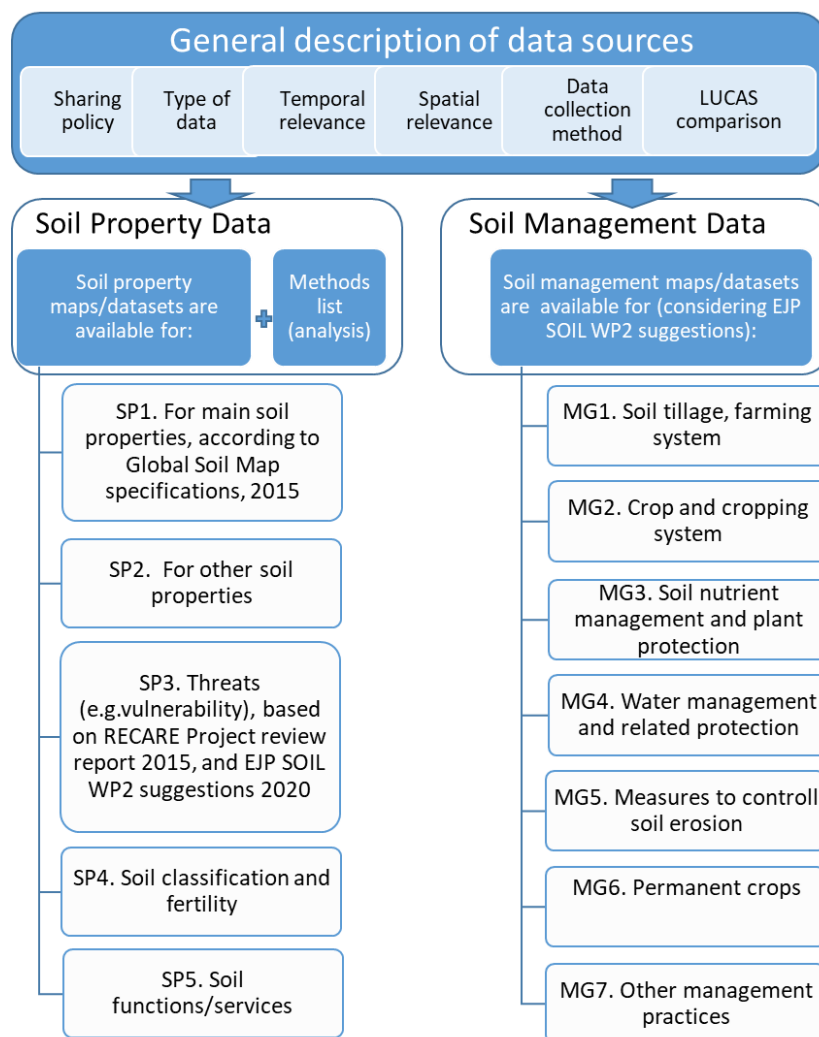 General description of data sources
Sharing
policy
Type of
data
Temporal
relevance
Spatial
relevance
Data
collection
method
LUCAS
comparison
Soil Property Data
Soil property
maps/datasets are
available for:
Methods
list
(analysis)
SP1. For main soil
properties, according to
Global Soil Map
specifications, 2015
SP2.  For other soil
properties
SP3. Threats
(e.g.vulnerability), based
on RECARE Project review
report 2015, and EJP SOIL
WP2 suggestions 2020
SP4. Soil classification and
fertility
SP5. Soil
functions/services
Soil Management Data
Soil management maps/datasets
are  available for (considering EJP
SOIL WP2 suggestions):
MG1. Soil tillage, farming
system
MG2. Crop and cropping
system
MG3. Soil nutrient
management and plant
protection
MG4. Water management
and related protection
MG5. Measures to controll
soil erosion
MG6. Permanent crops
MG7. Other management
practices